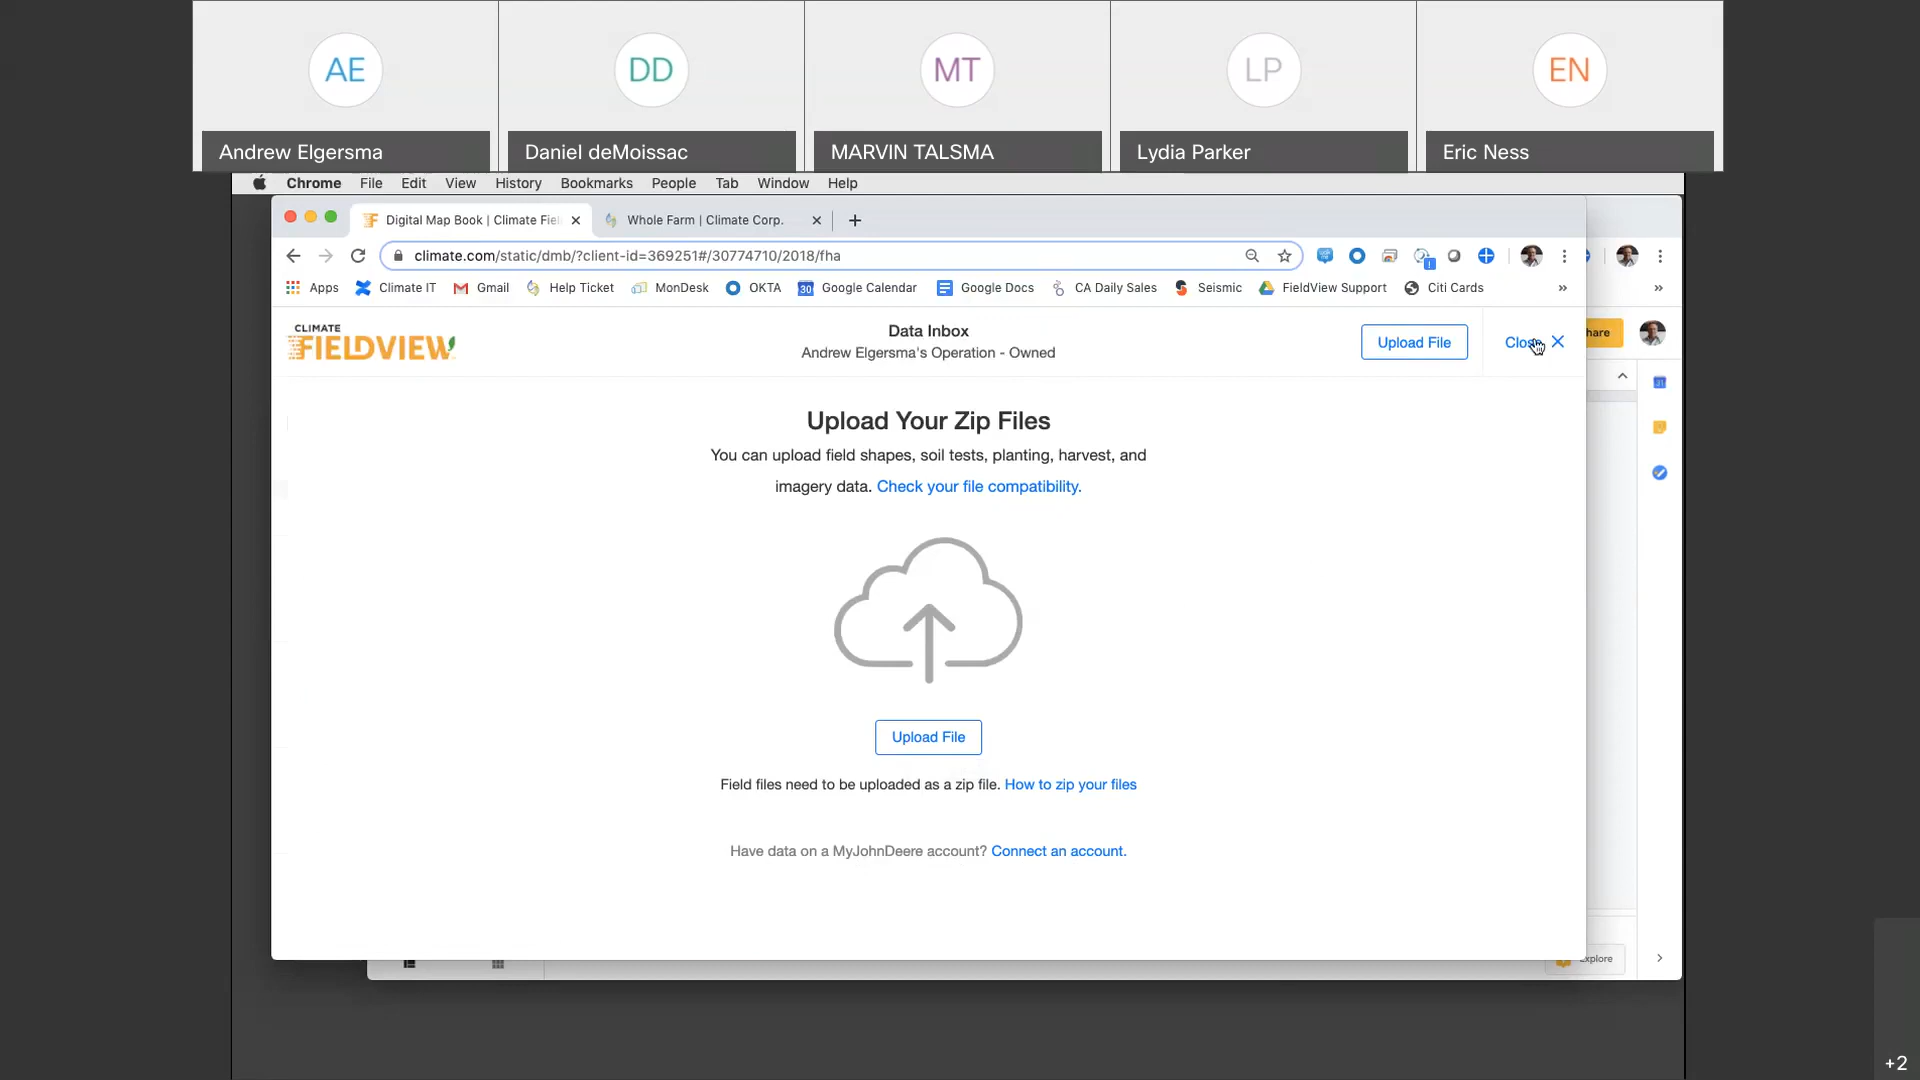 AE
DD
MT
LP
EN
Andrew Elgersma
Daniel deMoissac
MARVIN TALSMA
Lydia Parker
Eric Ness
Chrome File Edit View History Bookmarks People Tab Window Help
Digital Map Book | Climate Fiel
Whole Farm | Climate Corp.
climate.com/static/dmb/?client-id=369251#/30774710/2018/fha
Apps Climate IT Gmail Help Ticket MonDesk OKTA 30 Google Calendar Google Docs CA Daily Sales Seismic FieldView Support Citi Cards
CLIMATE
FIELDVIEW
Data Inbox
Andrew Elgersma's Operation - Owned
Upload File
Close
hare
Upload Your Zip Files
You can upload field shapes, soil tests, planting, harvest, and
imagery data. Check your file compatibility.
Upload File
Field files need to be uploaded as a zip file. How to zip your files
Have data on a MyJohnDeere account? Connect an account.
Explore
+2